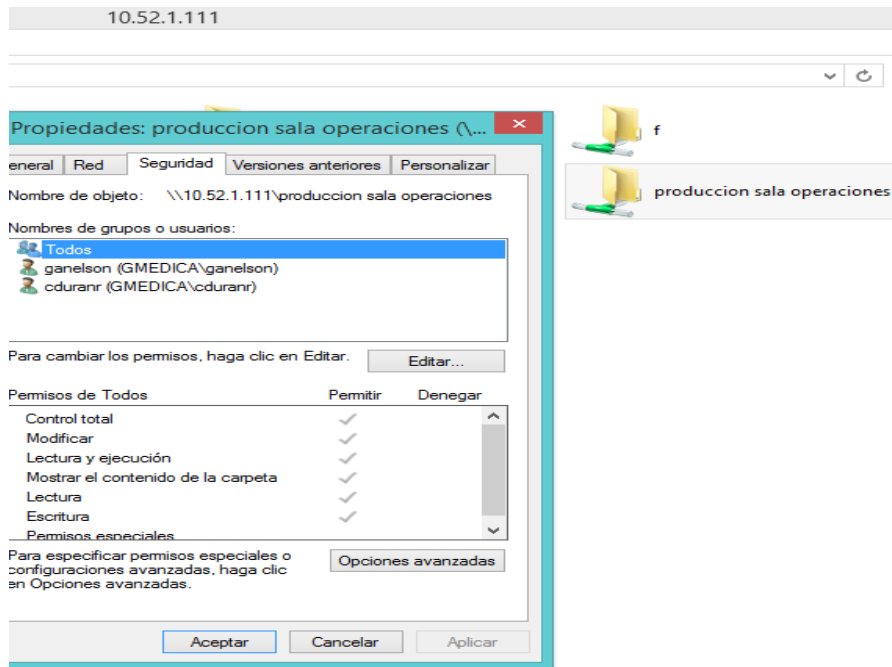 10.52.1.111
Propiedades: produccion sala operaciones (\...
f
eneral Red Seguridad Versiones anteriores Personalizar
produccion sala operaciones
Nombre de objeto: \\10.52.1.111\produccion sala operaciones
Nombres de grupos o usuarios:
Todos
ganelson (GMEDICA\ganelson)
cduranr (GMEDICA\cduranr)
Para cambiar los permisos, haga clic en Editar. Editar...
Permisos de Todos Permitir Denegar
Control total
Modificar
Lectura y ejecución
Mostrar el contenido de la carpeta
Lectura
Escritura
Permisos especiales
Para especificar permisos especiales o
configuraciones avanzadas, haga clic
en Opciones avanzadas.
Opciones avanzadas
Aceptar Cancelar Aplicar